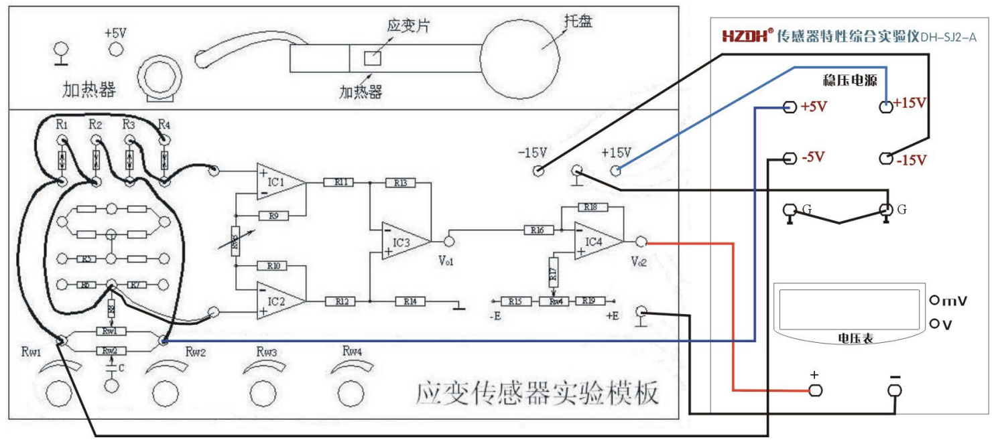 应变片
托盘
+5V
加热器
加热器
R1 R2 R3 R4
-15V
+15V
IC1
R11
R13
R9
R18
R16
IC3
IC4
Vo1
Vo2
R5
R10
R17
R6
R7
IC2
R12
R14
R15
Rw4
R19
-E
+E
R8
Rw1
Rw2
C
Rw1
Rw2
Rw3
Rw4
应变传感器实验模板
HZDH® 传感器特性综合实验仪DH-SJ2-A
稳压电源
+5V
+15V
-5V
-15V
G
G
mV
V
电压表
+
-